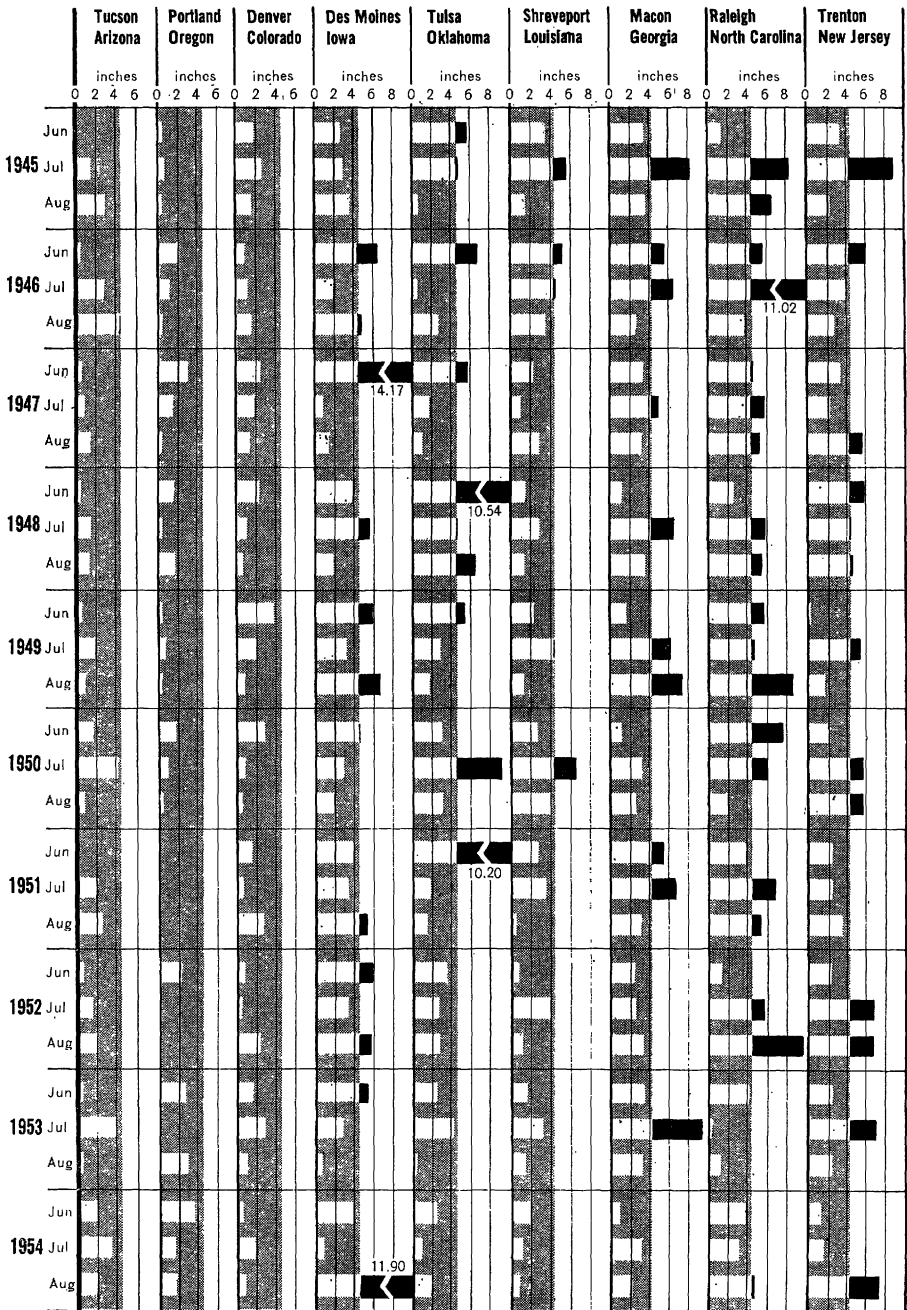 Tucson Portland Denver Des Moines Tulsa Shreveport Macon Raleigh Trenton
Arizona Oregon Colorado Iowa Oklahoma Louisiana Georgia North Carolina New Jersey
inches inches inches inches inches inches inches inches inches
0 2 4 6 0 2 4 6 0 2 4 6 0 2 4 6 8 0 2 4 6 8 0 2 4 6 8 0 2 4 6 8 0 2 4 6 8 0 2 4 6 8
Jun
1945 Jul
Aug
Jun
1946 Jul
11.02
Aug
Jun
14.17
1947 Jul
Aug
Jun
10.54
1948 Jul
Aug
Jun
1949 Jul
Aug
Jun
1950 Jul
Aug
Jun
10.20
1951 Jul
Aug
Jun
1952 Jul
Aug
Jun
1953 Jul
Aug
Jun
1954 Jul
11.90
Aug